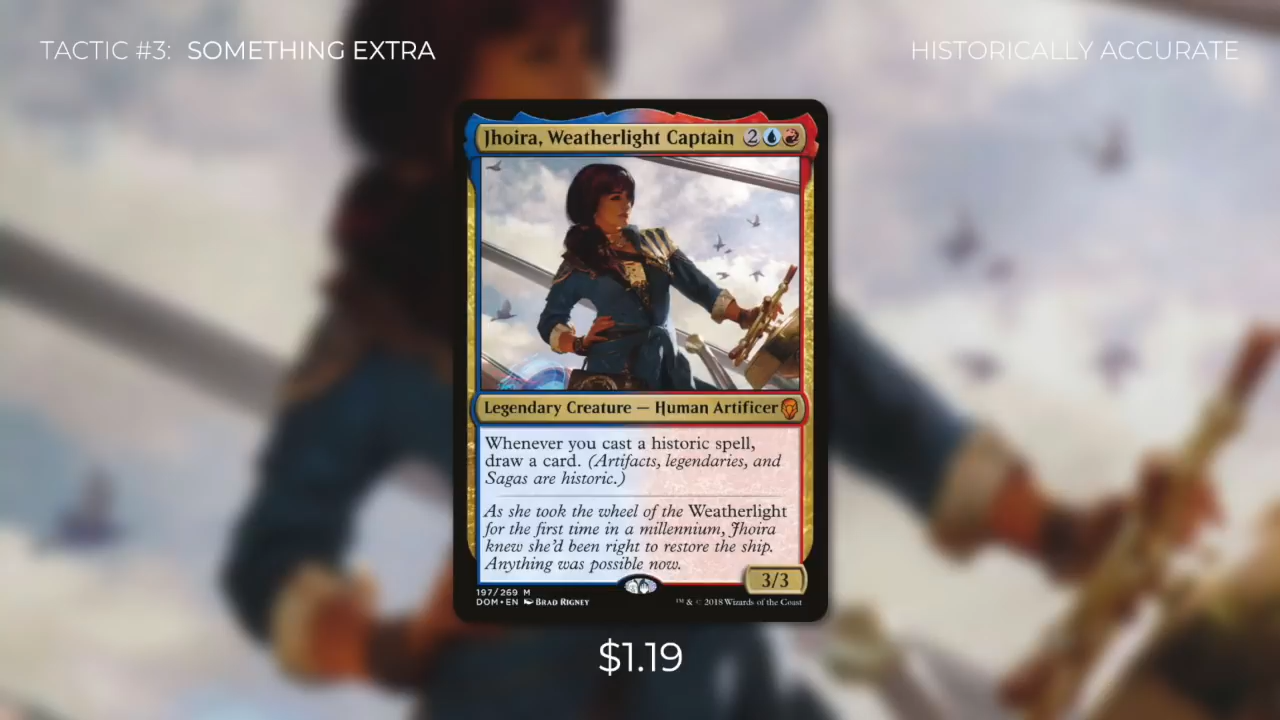 TACTIC #3: SOMETHING EXTRA
HISTORICALLY ACCURATE
Jhoira, Weatherlight Captain 2
Legendary Creature — Human Artificer
Whenever you cast a historic spell,
draw a card. (Artifacts, legendaries, and
Sagas are historic.)
As she took the wheel of the Weatherlight
for the first time in a millennium, Jhoira
knew she'd been right to restore the ship.
Anything was possible now.
3/3
197/269 M
DOM • EN Brad Rigney
™ & © 2018 Wizards of the Coast
$1.19